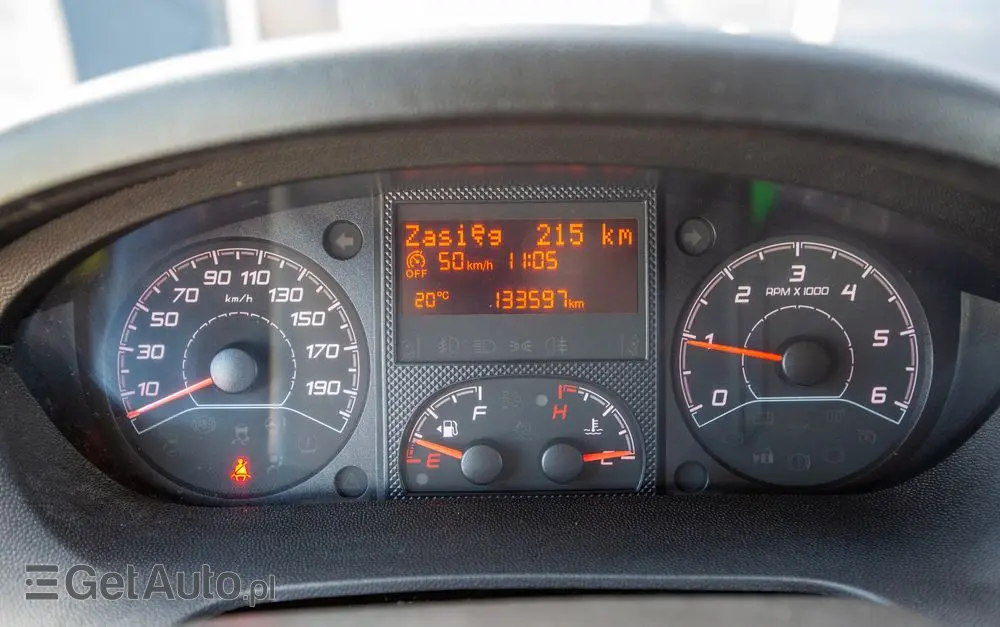 Zasięg 215 km
OFF 50 km/h 11:05
20°C 133597 km
10 30 50 70 90 110 130 150 170 190
km/h
F
E
H
C
0 1 2 3 4 5 6
RPM X 1000
GetAuto.pl